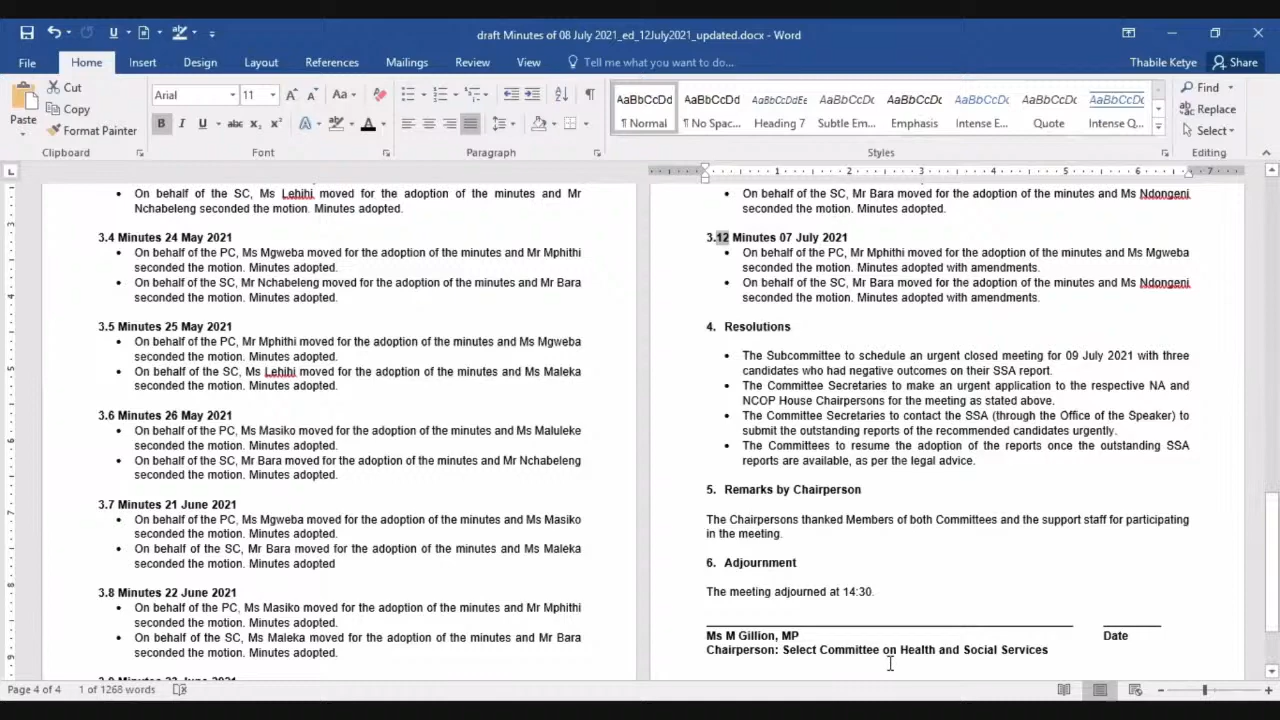 draft Minutes of 08 July 2021_ed_12July2021_updated.docx - Word
File
Home
Insert
Design
Layout
References
Mailings
Review
View
Tell me what you want to do...
Thabile Ketye
Share
Paste
Cut
Copy
Format Painter
Clipboard
Arial
11
Font
Paragraph
AaBbCcDd
¶ Normal
AaBbCcDd
¶ No Spac...
AaBbCcDdEe
Heading 7
AaBbCcDc
Subtle Em...
AaBbCcDc
Emphasis
AaBbCcDc
Intense E...
AaBbCcDc
Quote
AaBbCcDc
Intense Q...
Styles
Find
Replace
Select
Editing
On behalf of the SC, Ms Lehihi moved for the adoption of the minutes and Mr
Nchabeleng seconded the motion. Minutes adopted.
3.4 Minutes 24 May 2021
• On behalf of the PC, Ms Mgweba moved for the adoption of the minutes and Mr Mphithi
seconded the motion. Minutes adopted.
• On behalf of the SC, Mr Nchabeleng moved for the adoption of the minutes and Mr Bara
seconded the motion. Minutes adopted.
3.5 Minutes 25 May 2021
• On behalf of the PC, Mr Mphithi moved for the adoption of the minutes and Ms Mgweba
seconded the motion. Minutes adopted.
• On behalf of the SC, Ms Lehihi moved for the adoption of the minutes and Ms Maleka
seconded the motion. Minutes adopted.
3.6 Minutes 26 May 2021
• On behalf of the PC, Ms Masiko moved for the adoption of the minutes and Ms Maluleke
seconded the motion. Minutes adopted.
• On behalf of the SC, Mr Bara moved for the adoption of the minutes and Mr Nchabeleng
seconded the motion. Minutes adopted.
3.7 Minutes 21 June 2021
• On behalf of the PC, Ms Mgweba moved for the adoption of the minutes and Ms Masiko
seconded the motion. Minutes adopted.
• On behalf of the SC, Mr Bara moved for the adoption of the minutes and Ms Maleka
seconded the motion. Minutes adopted
3.8 Minutes 22 June 2021
• On behalf of the PC, Ms Masiko moved for the adoption of the minutes and Mr Mphithi
seconded the motion. Minutes adopted.
• On behalf of the SC, Ms Maleka moved for the adoption of the minutes and Mr Bara
seconded the motion. Minutes adopted.
• On behalf of the SC, Mr Bara moved for the adoption of the minutes and Ms Ndongeni
seconded the motion. Minutes adopted.
3.12 Minutes 07 July 2021
• On behalf of the PC, Mr Mphithi moved for the adoption of the minutes and Ms Mgweba
seconded the motion. Minutes adopted with amendments.
• On behalf of the SC, Mr Bara moved for the adoption of the minutes and Ms Ndongeni
seconded the motion. Minutes adopted with amendments.
4. Resolutions
• The Subcommittee to schedule an urgent closed meeting for 09 July 2021 with three
candidates who had negative outcomes on their SSA report.
• The Committee Secretaries to make an urgent application to the respective NA and
NCOP House Chairpersons for the meeting as stated above.
• The Committee Secretaries to contact the SSA (through the Office of the Speaker) to
submit the outstanding reports of the recommended candidates urgently.
• The Committees to resume the adoption of the reports once the outstanding SSA
reports are available, as per the legal advice.
5. Remarks by Chairperson
The Chairpersons thanked Members of both Committees and the support staff for participating
in the meeting.
6. Adjournment
The meeting adjourned at 14:30.
Ms M Gillion, MP
Date
Chairperson: Select Committee on Health and Social Services
Page 4 of 4
1 of 1268 words